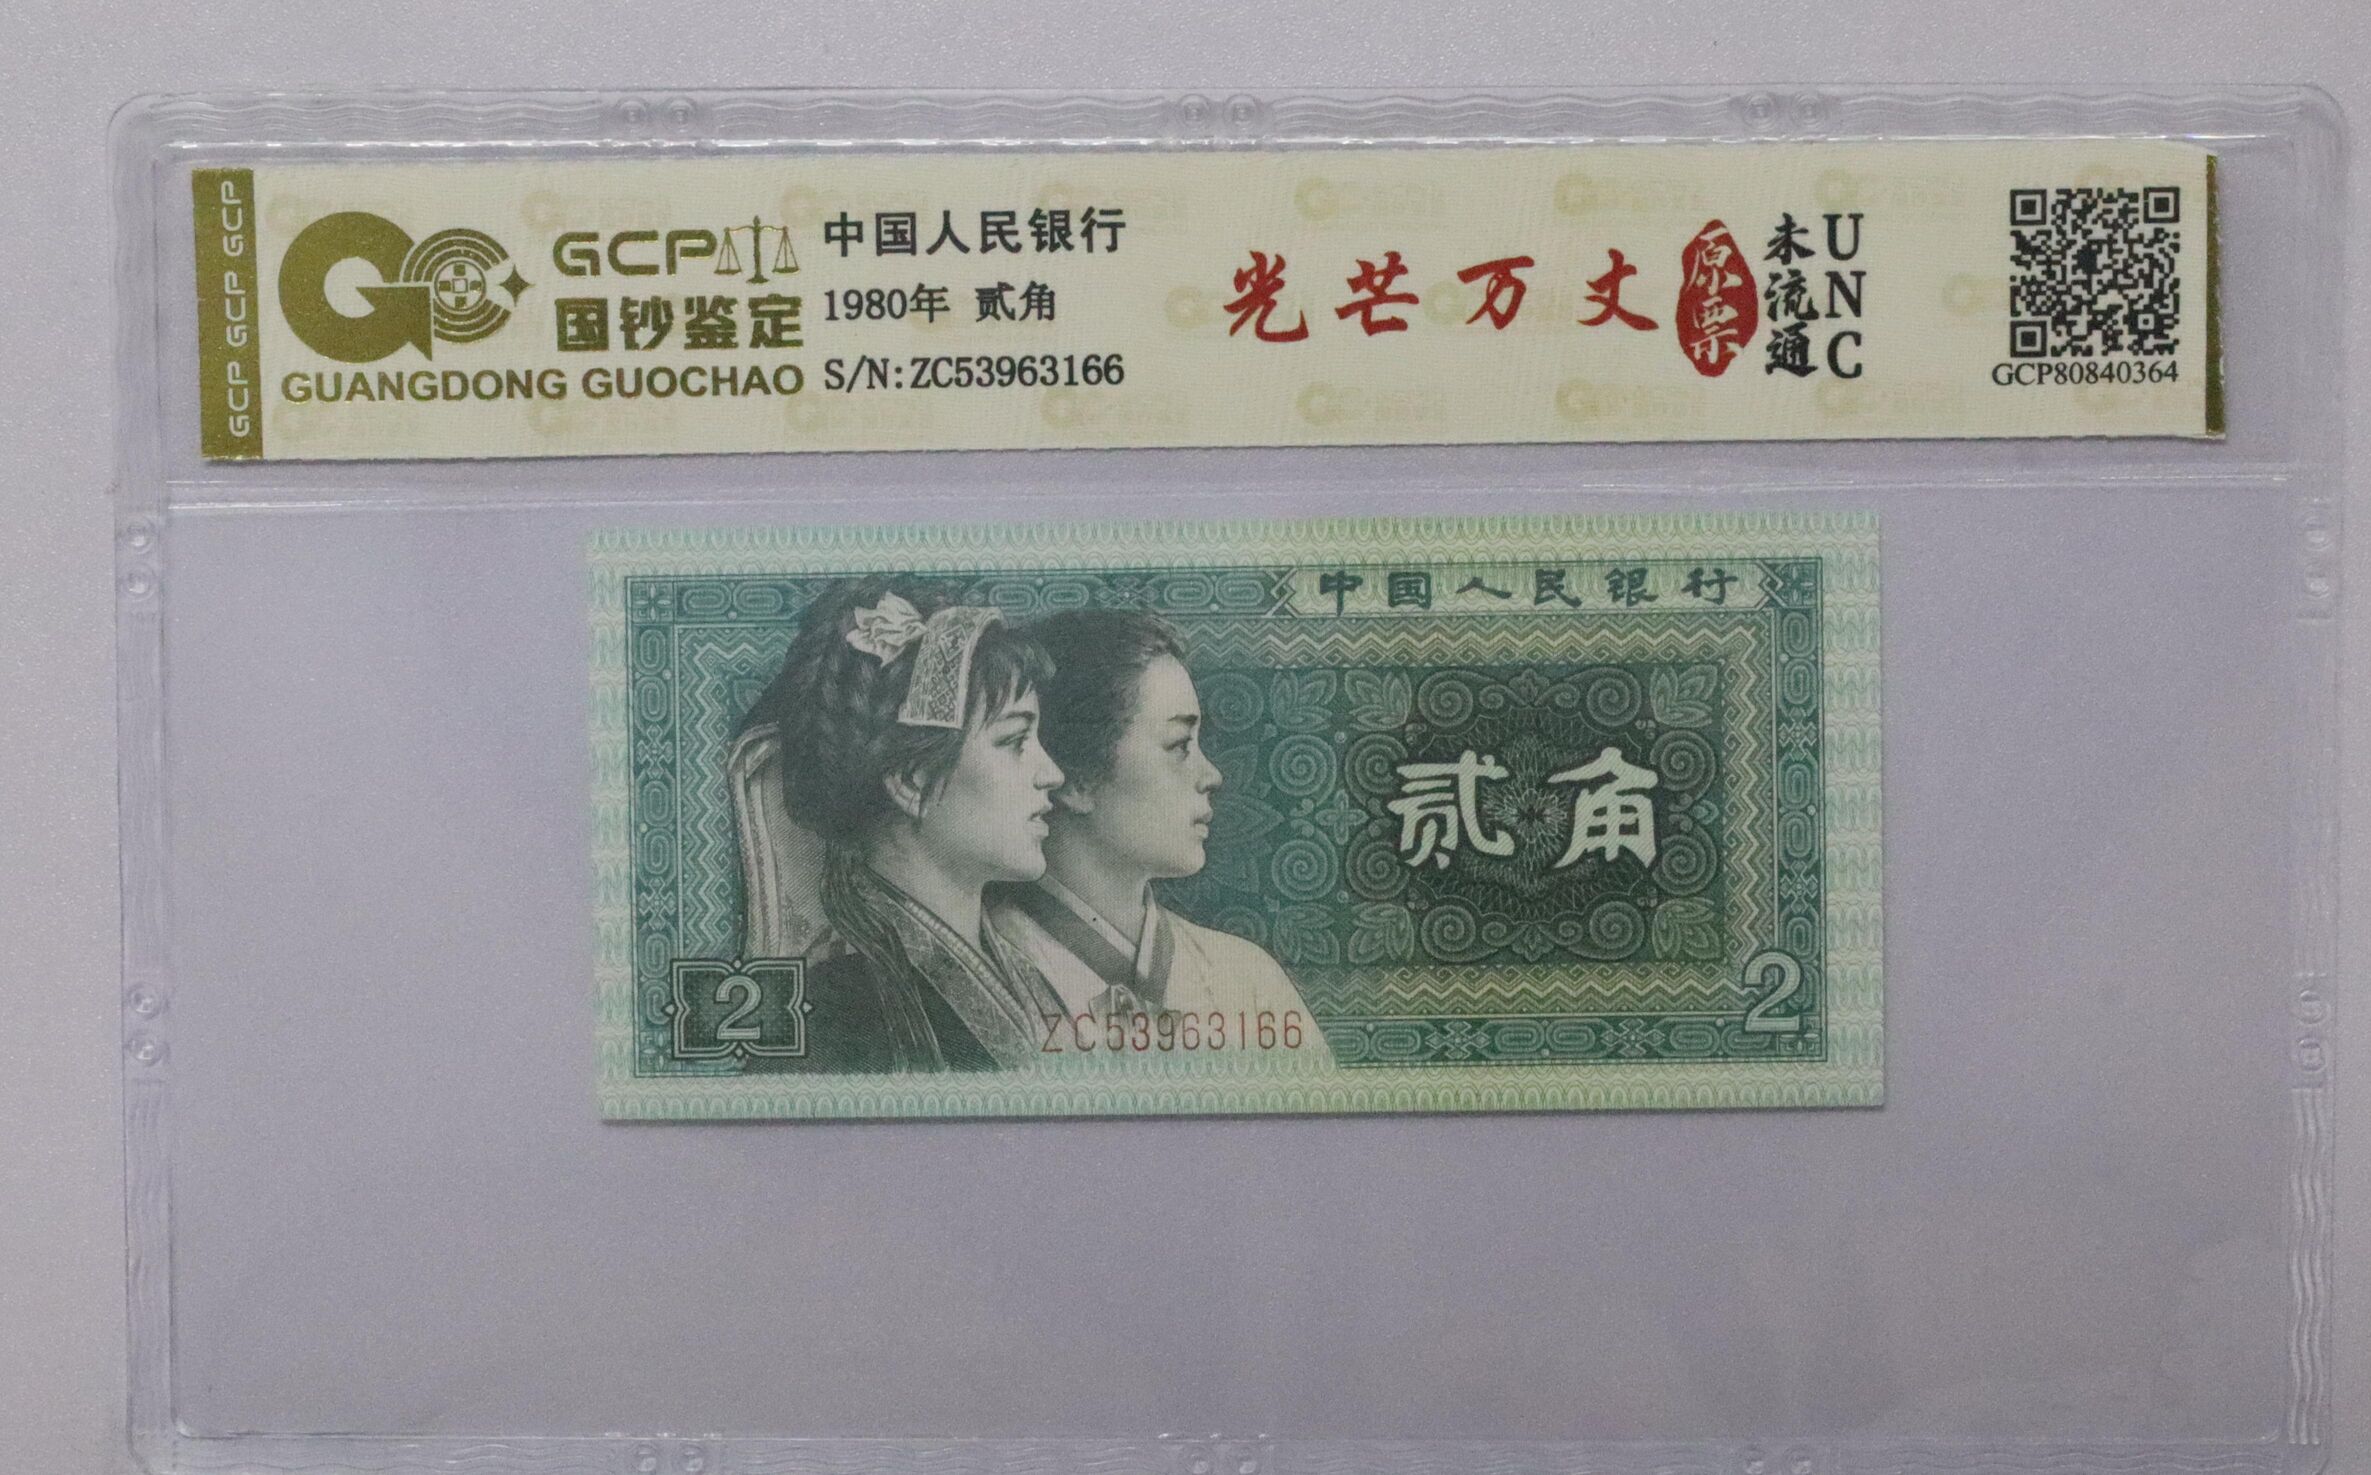 GCP GCP GCP
GCP
国钞鉴定
GUANGDONG GUOCHAO
中国人民银行
1980年 贰角
S/N:ZC53963166
光芒万丈
原票
未流通
UNC
GCP80840364
中国人民银行
贰角
2
ZC53963166
2